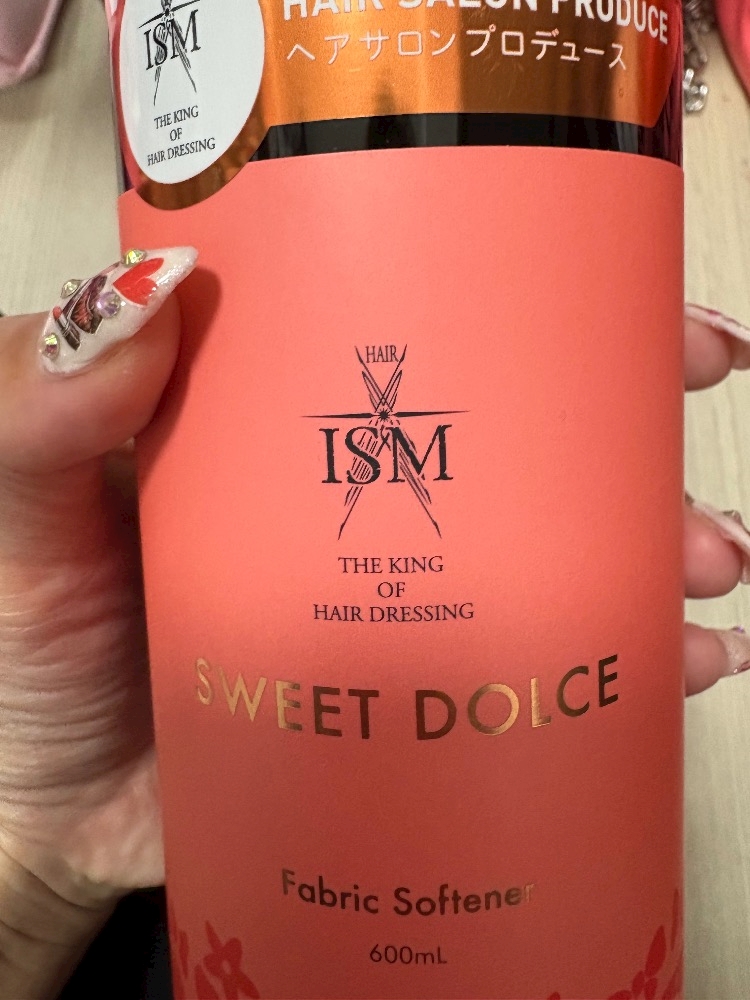 HAIR SALON PRODUCE
ヘアサロンプロデュース
ISM
THE KING
OF
HAIR DRESSING
HAIR
ISM
THE KING
OF
HAIR DRESSING
SWEET DOLCE
Fabric Softener
600mL